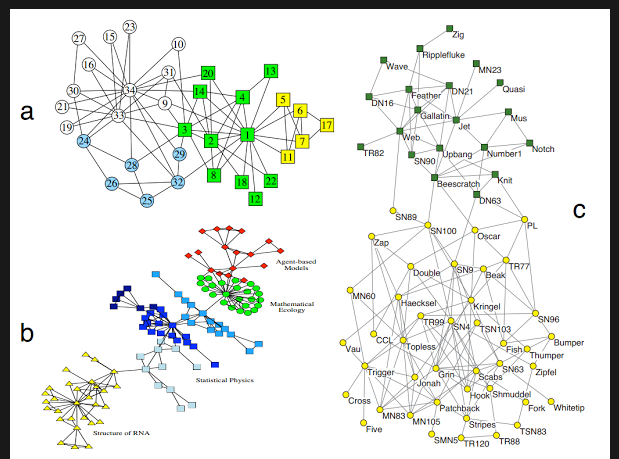 a
23
27
15
10
16
31
20
13
30
34
14
4
9
5
21
33
6
19
3
1
17
24
2
7
29
11
28
8
18
22
26
32
25
12
b
Agent-based
Models
Mathematical
Ecology
Statistical Physics
Structure of RNA
c
Zig
Ripplefluke
Wave
MN23
Feather
DN21
Quasi
DN16
Gallatin
Jet
Mus
Web
TR82
SN90
Upbang
Number1
Notch
Beescratch
Knit
DN63
SN89
SN100
Oscar
PL
Zap
Double
SN9
Beak
TR77
MN60
Haecksel
Kringel
SN96
TR99
SN4
TSN103
Vau
CCL
Topless
Fish
Bumper
Thumper
Trigger
Grin
Scabs
SN63
Zipfel
Jonah
Hook
Shmuddel
Cross
MN83
Patchback
Fork
Whitetip
Five
MN105
Stripes
TSN83
SMN5
TR120
TR88